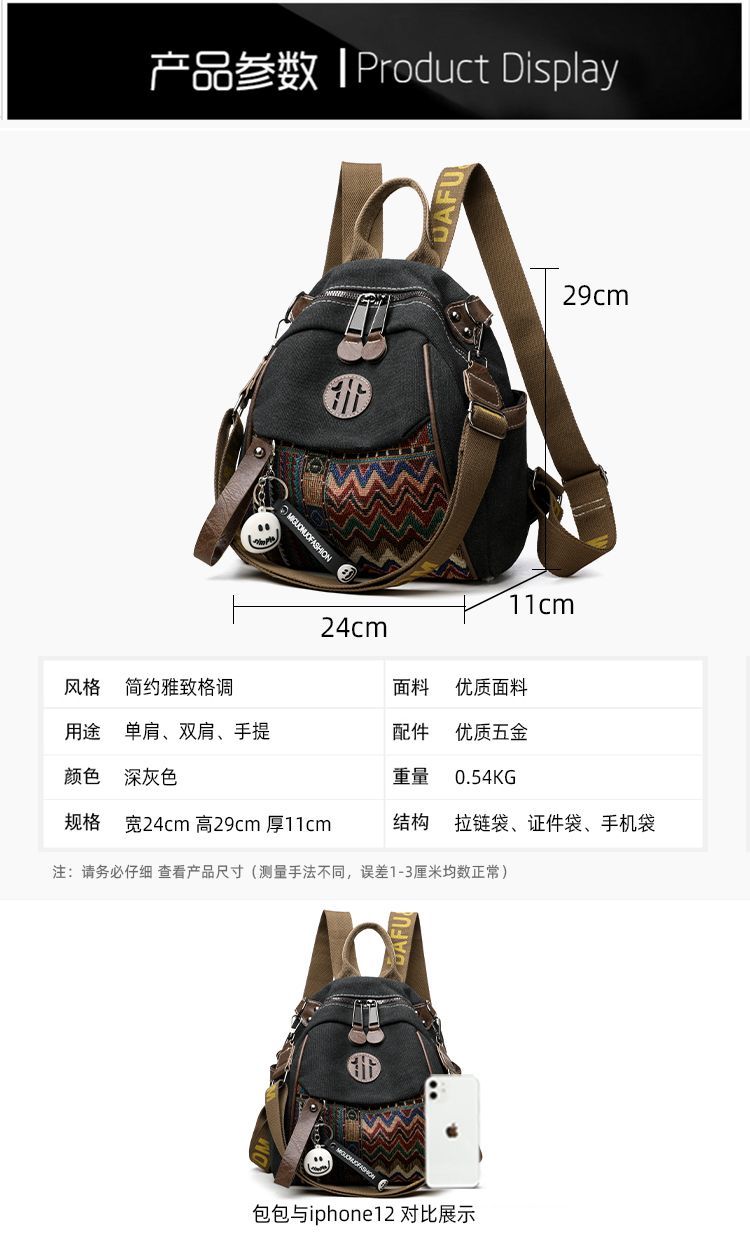 产品参数 | Product Display
DAFU
29cm
MIGUONUOFASHION
simple
11cm
24cm
风格 简约雅致格调 面料 优质面料
用途 单肩、双肩、手提 配件 优质五金
颜色 深灰色 重量 0.54KG
规格 宽24cm 高29cm 厚11cm 结构 拉链袋、证件袋、手机袋
注：请务必仔细 查看产品尺寸（测量手法不同，误差1-3厘米均数正常）
DAFU
MIGUONUOFASHION
simple
包包与iphone12 对比展示